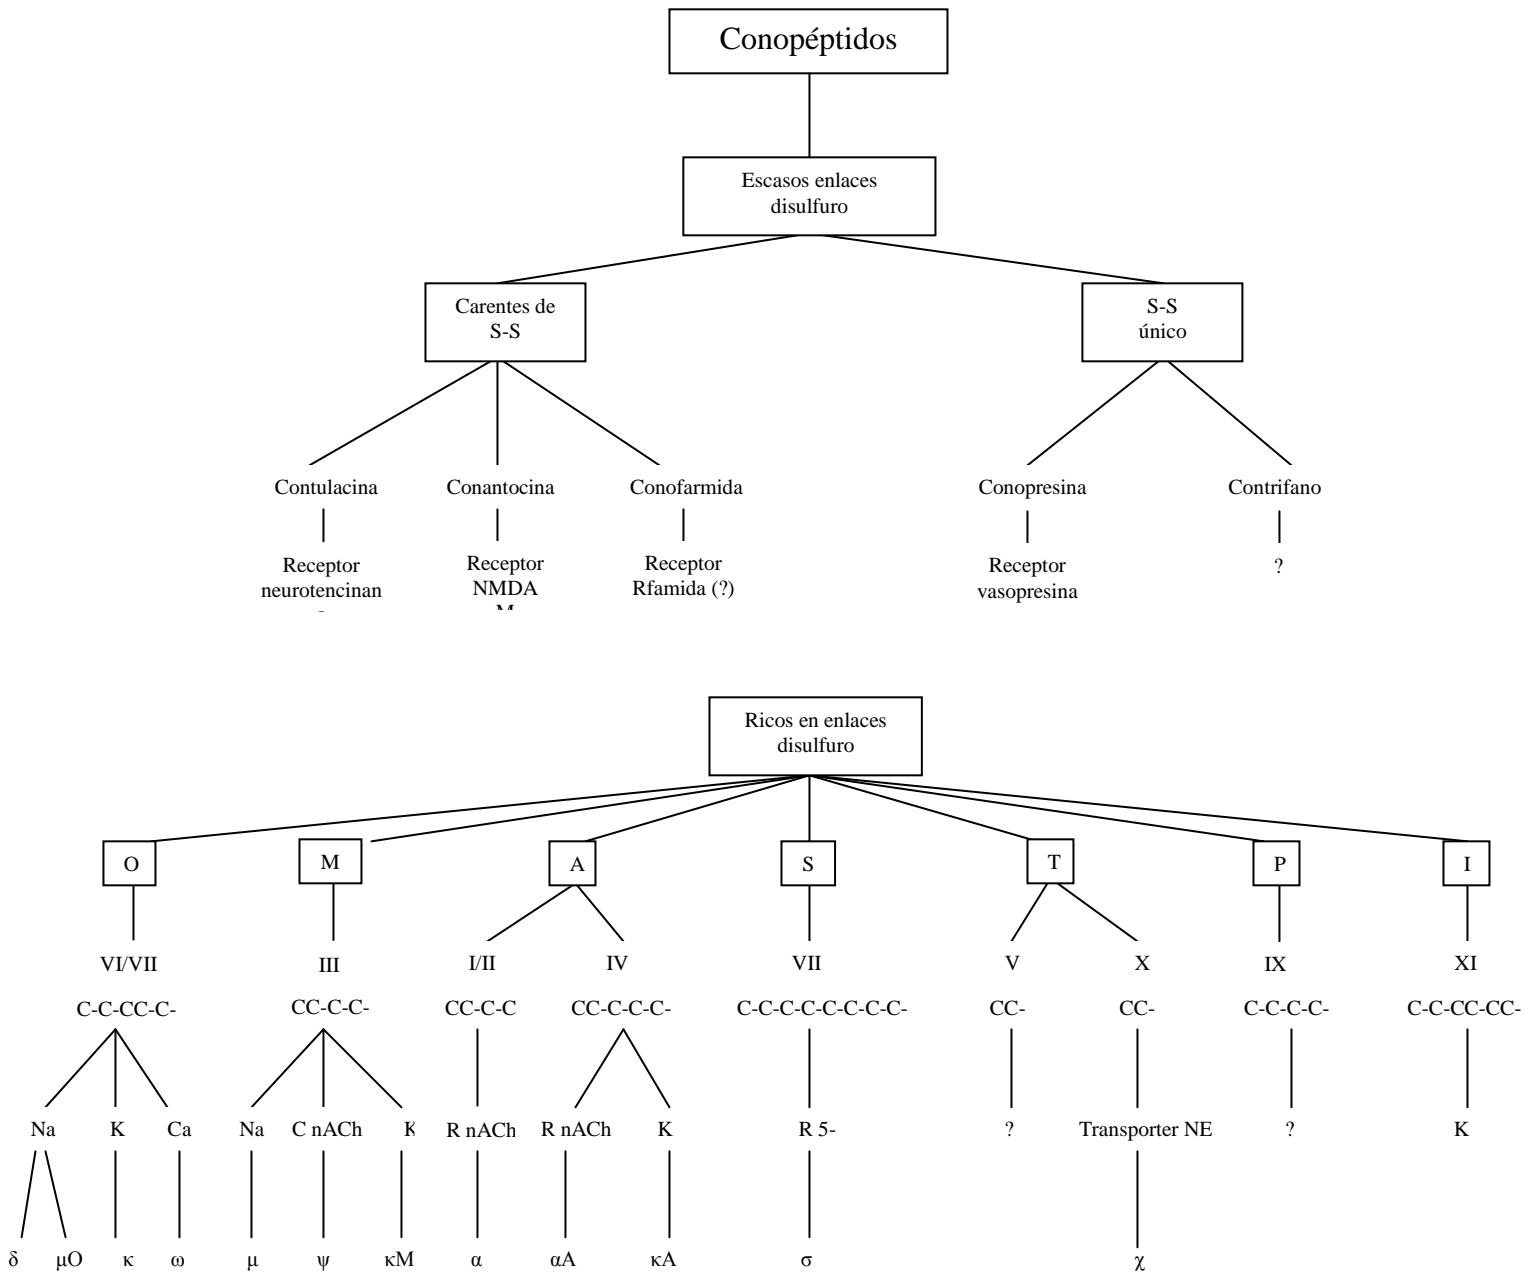 Conopéptidos
Escasos enlaces
disulfuro
Carentes de
S-S
S-S
único
Contulacina
Conantocina
Conofarmida
Conopresina
Contrifano
Receptor
neurotencinan
Receptor
NMDA
M
Receptor
Rfamida (?)
Receptor
vasopresina
?
Ricos en enlaces
disulfuro
O
M
A
S
T
P
I
VI/VII
III
I/II
IV
VII
V
X
IX
XI
C-C-CC-C-
CC-C-C-
CC-C-C
CC-C-C-C-
C-C-C-C-C-C-C-C-
CC-
CC-
C-C-C-C-
C-C-CC-CC-
Na
K
Ca
Na
C nACh
K
R nACh
R nACh
K
R 5-
?
Transporter NE
?
K
δ
μO
κ
ω
μ
ψ
κM
α
αA
κA
σ
χ